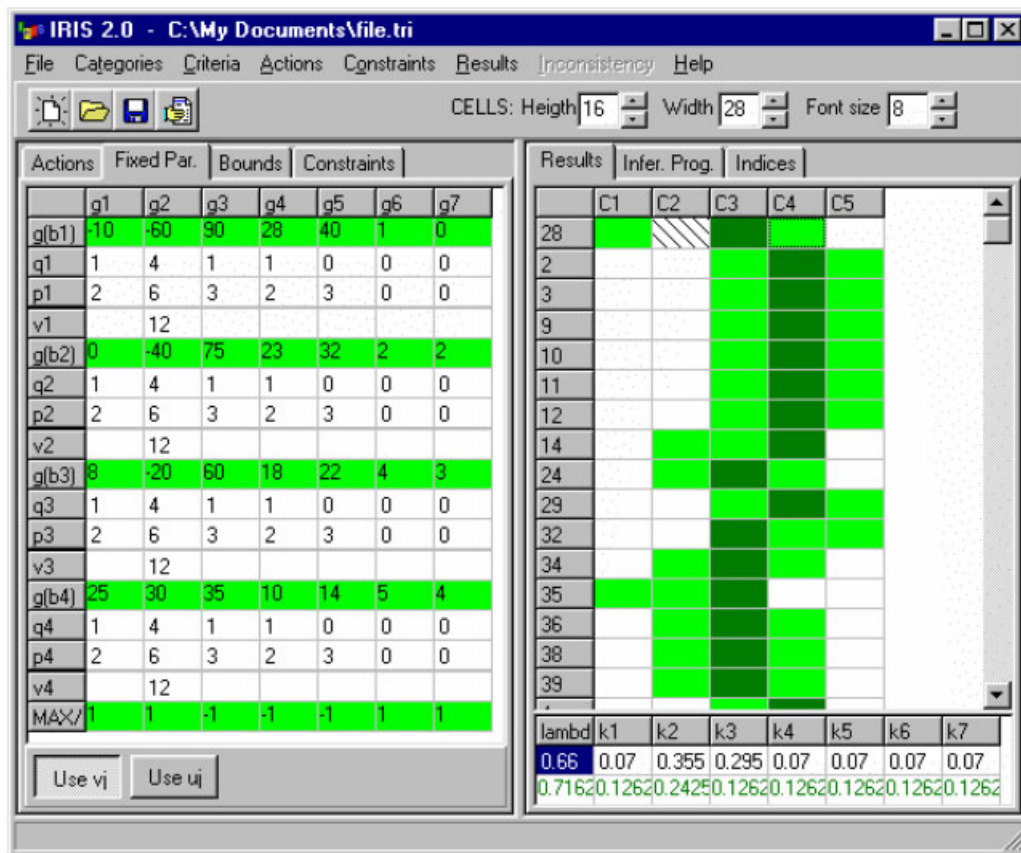 IRIS 2.0 - C:\My Documents\file.tri
File Categories Criteria Actions Constraints Results Inconsistency Help
CELLS: Heigth 16 Width 28 Font size 8
Actions Fixed Par. Bounds Constraints
g1 g2 g3 g4 g5 g6 g7
g(b1) -10 -60 90 28 40 1 0
q1 1 4 1 1 0 0 0
p1 2 6 3 2 3 0 0
v1 12
g(b2) 0 -40 75 23 32 2 2
q2 1 4 1 1 0 0 0
p2 2 6 3 2 3 0 0
v2 12
g(b3) 8 -20 60 18 22 4 3
q3 1 4 1 1 0 0 0
p3 2 6 3 2 3 0 0
v3 12
g(b4) 25 30 35 10 14 5 4
q4 1 4 1 1 0 0 0
p4 2 6 3 2 3 0 0
v4 12
MAX/ 1 1 -1 -1 -1 1 1
Use vj Use uj
Results Infer. Prog. Indices
C1 C2 C3 C4 C5
28
2
3
9
10
11
12
14
24
29
32
34
35
36
38
39
lambd k1 k2 k3 k4 k5 k6 k7
0.66 0.07 0.355 0.295 0.07 0.07 0.07 0.07
0.7162 0.1262 0.2425 0.1262 0.1262 0.1262 0.1262 0.1262